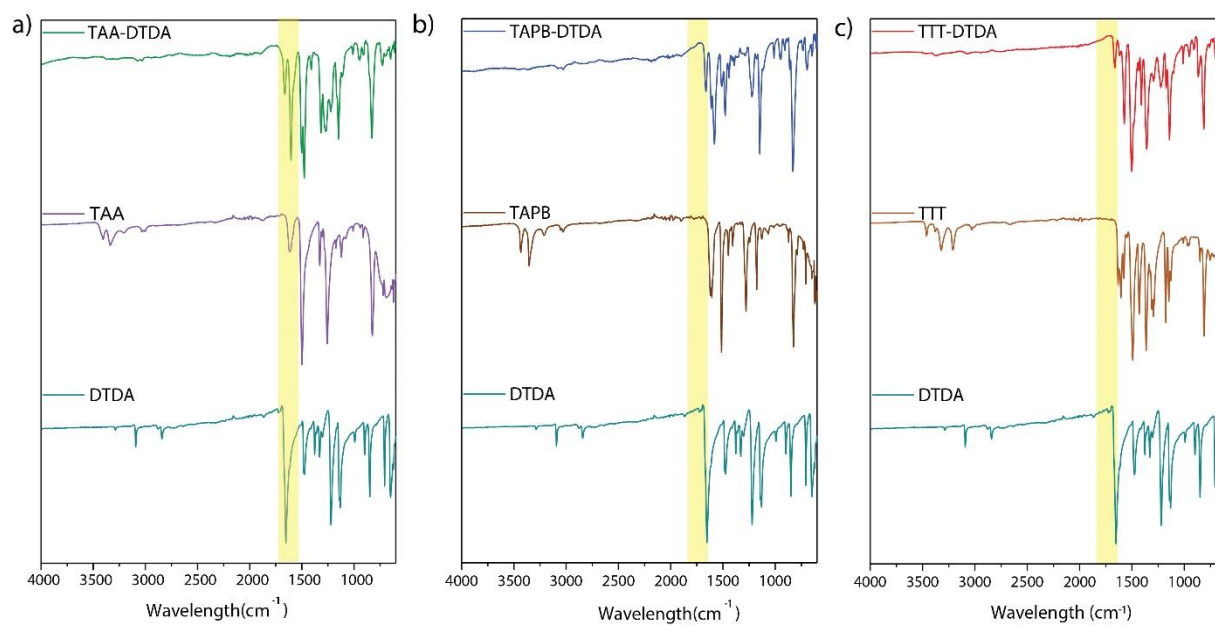 a)
TAA-DTDA
TAA
DTDA
4000 3500 3000 2500 2000 1500 1000
Wavelength(cm⁻¹)
b)
TAPB-DTDA
TAPB
DTDA
4000 3500 3000 2500 2000 1500 1000
Wavelength(cm⁻¹)
c)
TTT-DTDA
TTT
DTDA
4000 3500 3000 2500 2000 1500 1000
Wavelength (cm⁻¹)